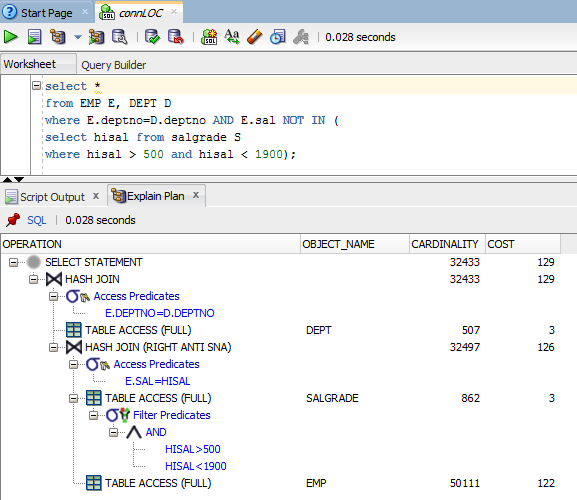 Start Page
connLOC
0.028 seconds
Worksheet
Query Builder
select *
from EMP E, DEPT D
where E.deptno=D.deptno AND E.sal NOT IN (
select hisal from salgrade S
where hisal > 500 and hisal < 1900);
Script Output x
Explain Plan x
SQL | 0.028 seconds
OPERATION OBJECT_NAME CARDINALITY COST
SELECT STATEMENT 32433 129
HASH JOIN 32433 129
Access Predicates
E.DEPTNO=D.DEPTNO
TABLE ACCESS (FULL) DEPT 507 3
HASH JOIN (RIGHT ANTI SNA) 32497 126
Access Predicates
E.SAL=HISAL
TABLE ACCESS (FULL) SALGRADE 862 3
Filter Predicates
AND
HISAL>500
HISAL<1900
TABLE ACCESS (FULL) EMP 50111 122